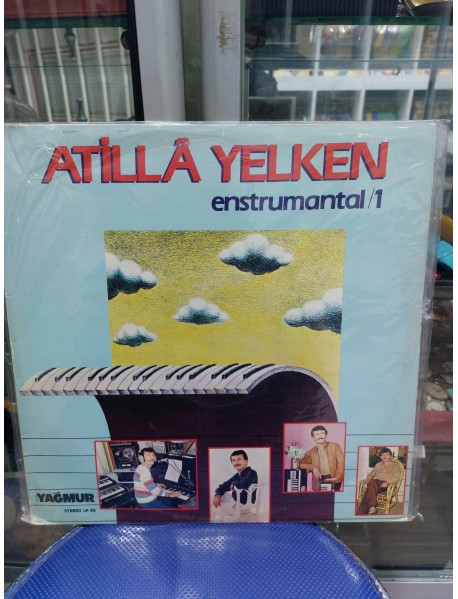 ATİLLÂ YELKEN
enstrumantal/1
YAĞMUR
STEREO LP. 35